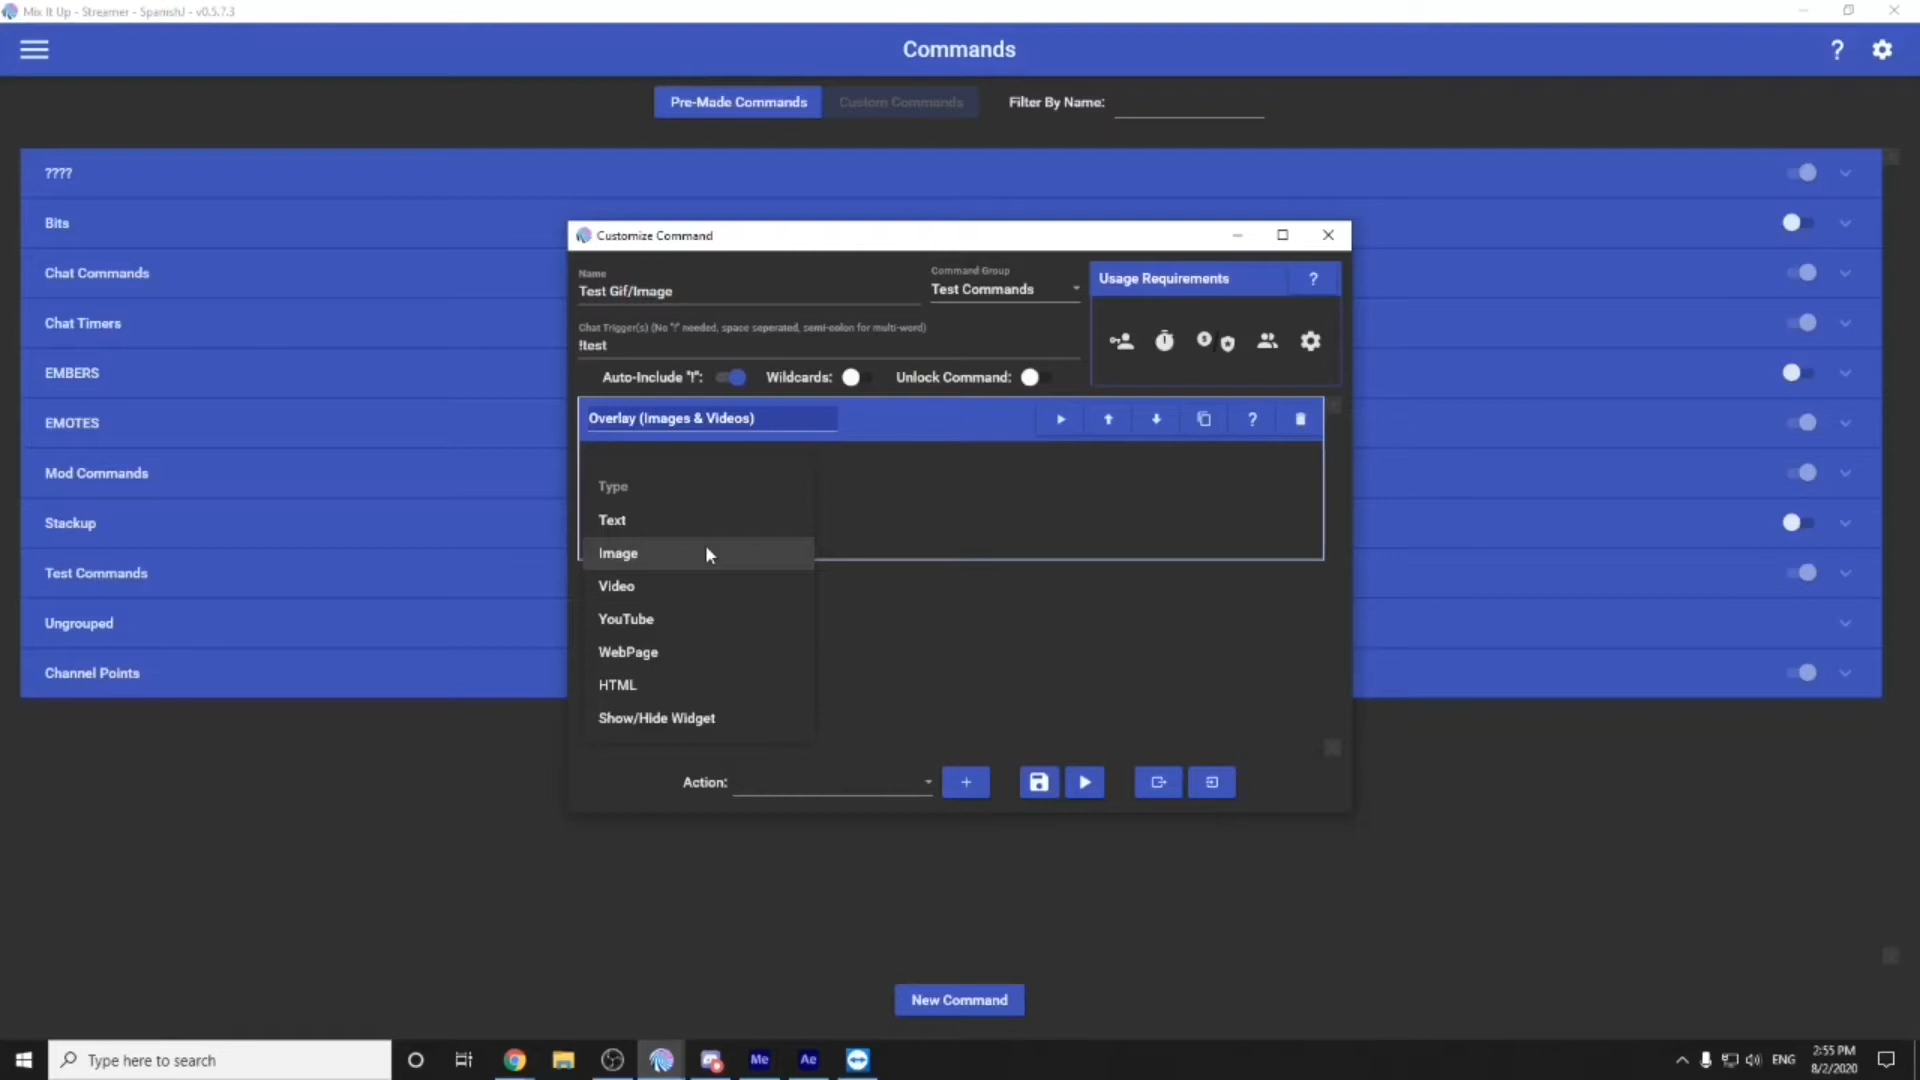 Mix It Up - Streamer - SpanishJ - v0.5.7.3
Commands
?
Pre-Made Commands
Custom Commands
Filter By Name:
????
Bits
Chat Commands
Chat Timers
EMBERS
EMOTES
Mod Commands
Stackup
Test Commands
Ungrouped
Channel Points
Customize Command
Name
Test Gif/Image
Command Group
Test Commands
Usage Requirements
?
Chat Trigger(s) (No "!" needed, space seperated, semi-colon for multi-word)
!test
Auto-Include "!":
Wildcards:
Unlock Command:
Overlay (Images & Videos)
?
Type
Text
Image
Video
YouTube
WebPage
HTML
Show/Hide Widget
Action:
+
New Command
Type here to search
Me
Ae
ENG
2:55 PM
8/2/2020